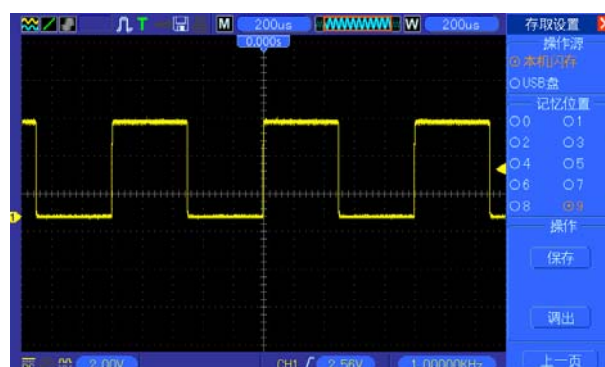 T M 200us W 200us 存取设置 X
0.000s
操作源
本机闪存
USB盘
记忆位置
0 1
2 3
4 5
6 7
8 9
1
操作
保存
调出
2.00V CH1 2.56V 1.00000KHz
上一页